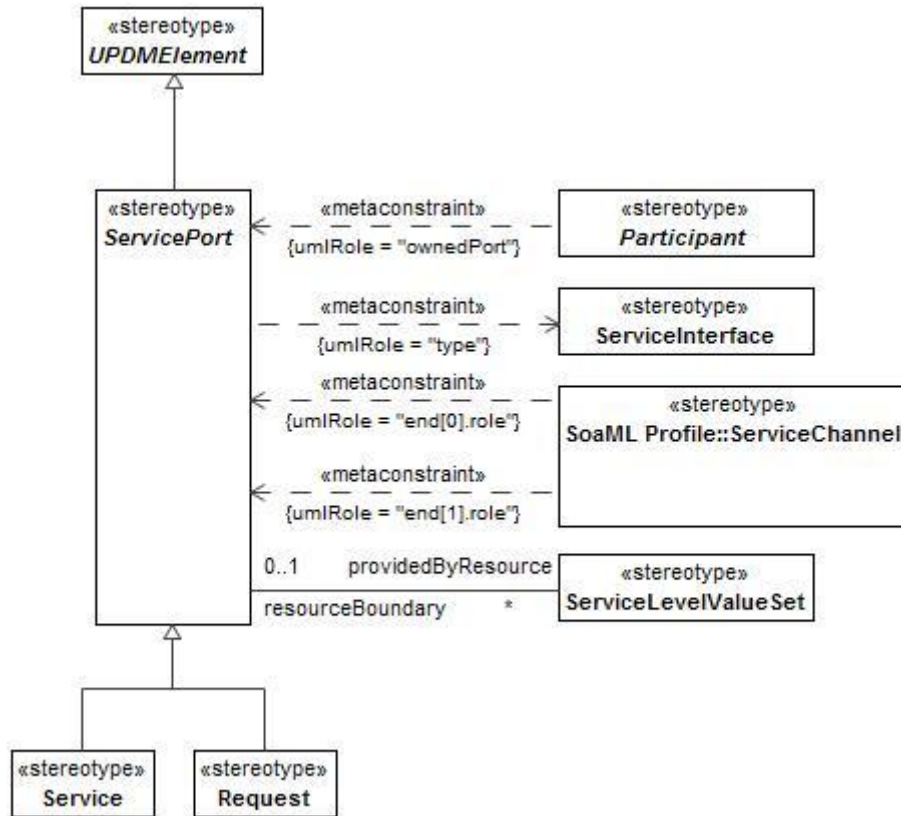 «stereotype»
UPDMElement
«stereotype»
ServicePort
«metaconstraint»
{umlRole = "ownedPort"}
«stereotype»
Participant
«metaconstraint»
{umlRole = "type"}
«stereotype»
ServiceInterface
«metaconstraint»
{umlRole = "end[0].role"}
«metaconstraint»
{umlRole = "end[1].role"}
«stereotype»
SoaML Profile::ServiceChannel
0..1 providedByResource
resourceBoundary *
«stereotype»
ServiceLevelValueSet
«stereotype»
Service
«stereotype»
Request